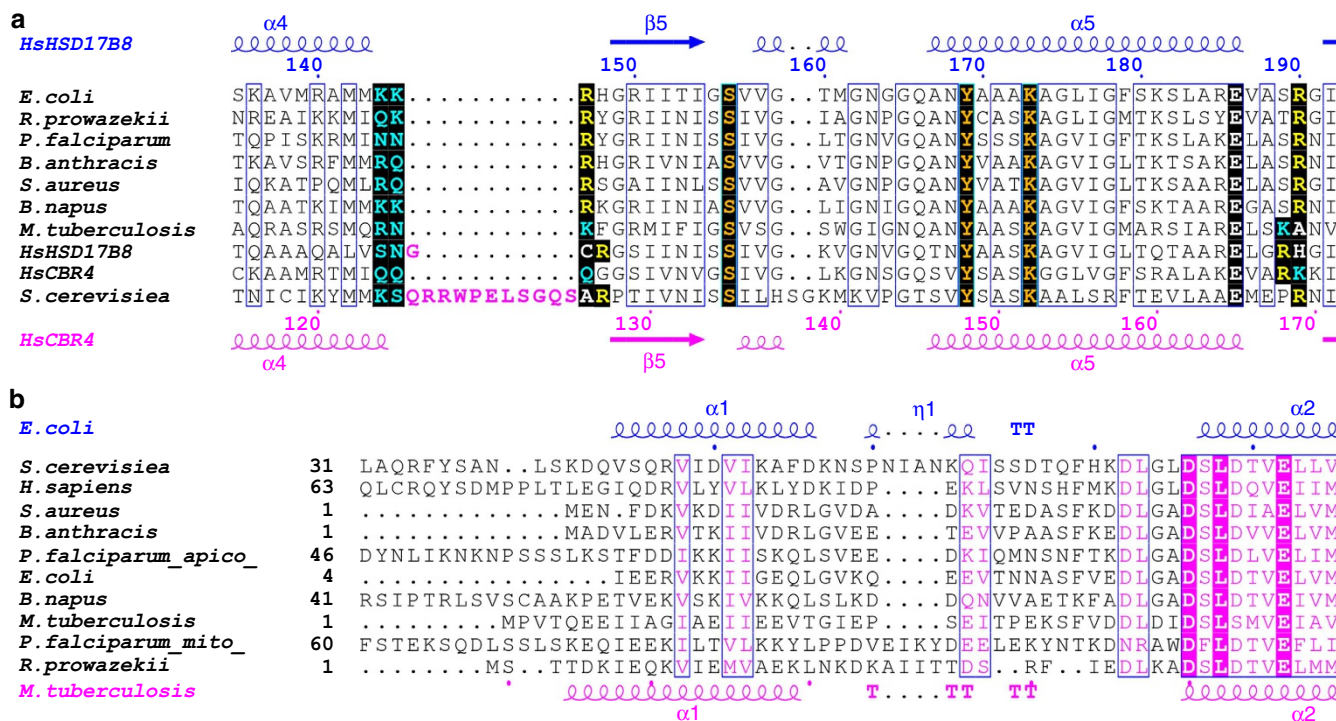 a
α4 β5 α5
HsHSD17B8
140 150 160 170 180 190
E.coli SKAVMRAMMKK...........RHGRIITIGSVVG..TMGNGGQANYAAAKAGLIGFSKSLAREVASRGI
R.prowazekii NREAIKKMIQK...........RYGRIINISSIVG..IAGNPGQANYCASKAGLIGMTKSLSYEVATRGI
P.falciparum TQPISKRMINN...........RYGRIINISSIVG..LTGNVGQANYSSSKAGVIGFTKSLAKELASRNI
B.anthracis TKAVSRFMMRQ...........RHGRIVNIASVVG..VTGNPGQANYVAAKAGVIGLTKTSAKELASRNI
S.aureus IQKATPQMLRQ...........RSGAIINLSSVVG..AVGNPGQANYVATKAGVIGLTKSAARELASRGI
B.napus TQAATKIMMKK...........RKGRIINIASVVG..LIGNIGQANYAAAKAGVIGFSKTAAREGASRNI
M.tuberculosis AQRASRSMQRN...........KFGRMIFIGSVSG..SWGIGNQANYAASKAGVIGMARSIARELSKANV
HsHSD17B8 TQAAAQALVSNG..........CRGSIINISSIVG..KVGNVGQTNYAASKAGVIGLTQTAARELGRHGI
HsCBR4 CKAAMRTMIQQ...........QGGSIVNVGSIVG..LKGNSGQSVYSASKGGLVGFSRALAKEVARKKI
S.cerevisiea TNICIKYMMKSQRRWPELSGQSARPTIVNISSILHSGKMKVPGTSVYSASKAALSRFTEVLAAEMEPRNI
120 130 140 150 160 170
HsCBR4
α4 β5 α5
b
α1 η1 α2
E.coli TT
S.cerevisiea 31 LAQRFYSAN..LSKDQVSQRVIDVIKAFDKNSPNIANKQISSDTQFHKDLGLDSLDTVELLV
H.sapiens 63 QLCRQYSDMPPLTLEGIQDRVLYVLKLYDKIDP....EKLSVNSHFMKDLGLDSLDQVEIIM
S.aureus 1 .............MEN.FDKVKDIIVDRLGVDA....DKVTEDASFKDDLGADSLDIAELVM
B.anthracis 1 .............MADVLERVTKIIVDRLGVEE....TEVVPAASFKEDLGADSLDVVELVM
P.falciparum_apico_ 46 DYNLIKNKNPSSSLKSTFDDIKKIISKQLSVEE....DKIQMNSNFTKDLGADSLDLVELIM
E.coli 4 ................IEERVKKIIGEQLGVKQ....EEVTNNASFVEDLGADSLDTVELVM
B.napus 41 RSIPTRLSVSCAAKPETVEKVSKIVKKQLSLKD....DQNVVAETKFADLGADSLDTVEIVM
M.tuberculosis 1 .........MPVTQEEIIAGIAEIIEEVTGIEP....SEITPEKSFVDDLDIDSLSMVEIAV
P.falciparum_mito_ 60 FSTEKSQDLSSLSKEQIEEKILTVLKKYLPPDVEIKYDEELEKYNTKDNRAWDFLDTVEFLI
R.prowazekii 1 ........MS..TTDKIEQKVIEMVAEKLNKDKAIITTDS..RF..IEDLKADSLDTVELMM
M.tuberculosis T....TT TT
α1 α2